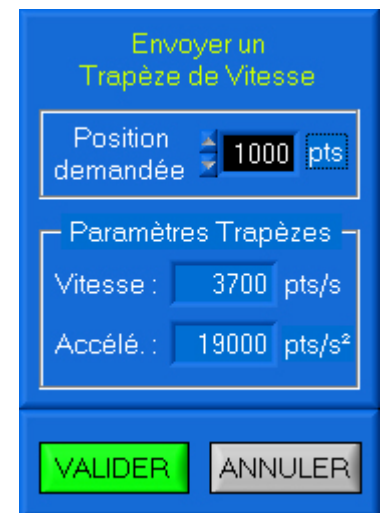 Envoyer un
Trapèze de Vitesse
Position
demandée
1000 pts
Paramètres Trapèzes
Vitesse : 3700 pts/s
Accélé. : 19000 pts/s²
VALIDER ANNULER